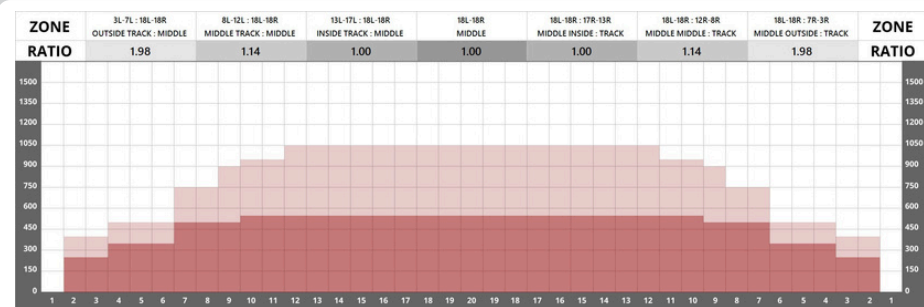 ZONE 3L-7L : 18L-18R 8L-12L : 18L-18R 13L-17L : 18L-18R 18L-18R 18L-18R : 17R-13R 18L-18R : 12R-8R 18L-18R : 7R-3R ZONE
OUTSIDE TRACK : MIDDLE MIDDLE TRACK : MIDDLE INSIDE TRACK : MIDDLE MIDDLE MIDDLE INSIDE : TRACK MIDDLE MIDDLE : TRACK MIDDLE OUTSIDE : TRACK
RATIO 1.98 1.14 1.00 1.00 1.00 1.14 1.98 RATIO
1500 1500
1350 1350
1200 1200
1050 1050
900 900
750 750
600 600
450 450
300 300
150 150
0 0
1 2 3 4 5 6 7 8 9 10 11 12 13 14 15 16 17 18 19 20 19 18 17 16 15 14 13 12 11 10 9 8 7 6 5 4 3 2 1